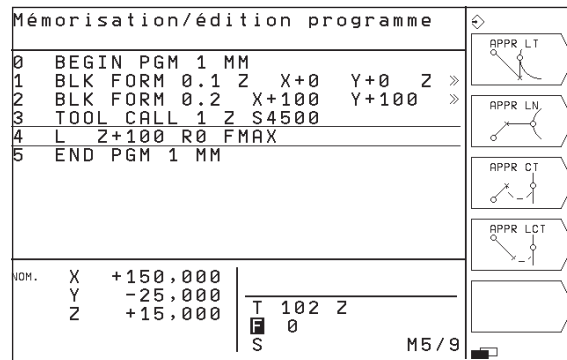 Mémorisation/édition programme
0 BEGIN PGM 1 MM
1 BLK FORM 0.1 Z X+0 Y+0 Z »
2 BLK FORM 0.2 X+100 Y+100 »
3 TOOL CALL 1 Z S4500
4 L Z+100 R0 FMAX
5 END PGM 1 MM
NOM. X +150,000
Y -25,000
Z +15,000
T 102 Z
F 0
S M5/9
APPR LT
APPR LN
APPR CT
APPR LCT